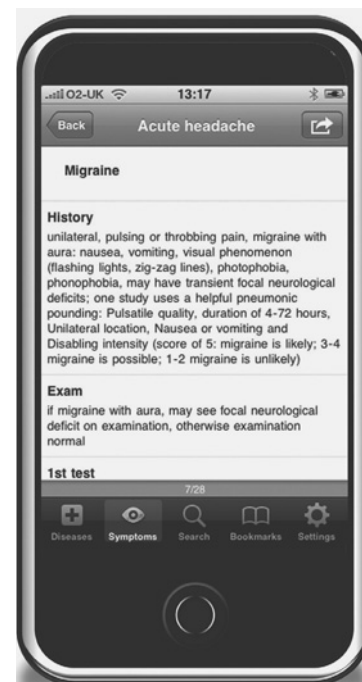 O2-UK
13:17
Back
Acute headache
Migraine
History
unilateral, pulsing or throbbing pain, migraine with
aura: nausea, vomiting, visual phenomenon
(flashing lights, zig-zag lines), photophobia,
phonophobia, may have transient focal neurological
deficits; one study uses a helpful pneumonic
pounding: Pulsatile quality, duration of 4-72 hours,
Unilateral location, Nausea or vomiting and
Disabling intensity (score of 5: migraine is likely; 3-4
migraine is possible; 1-2 migraine is unlikely)
Exam
if migraine with aura, may see focal neurological
deficit on examination, otherwise examination
normal
1st test
7/28
Diseases Symptoms Search Bookmarks Settings